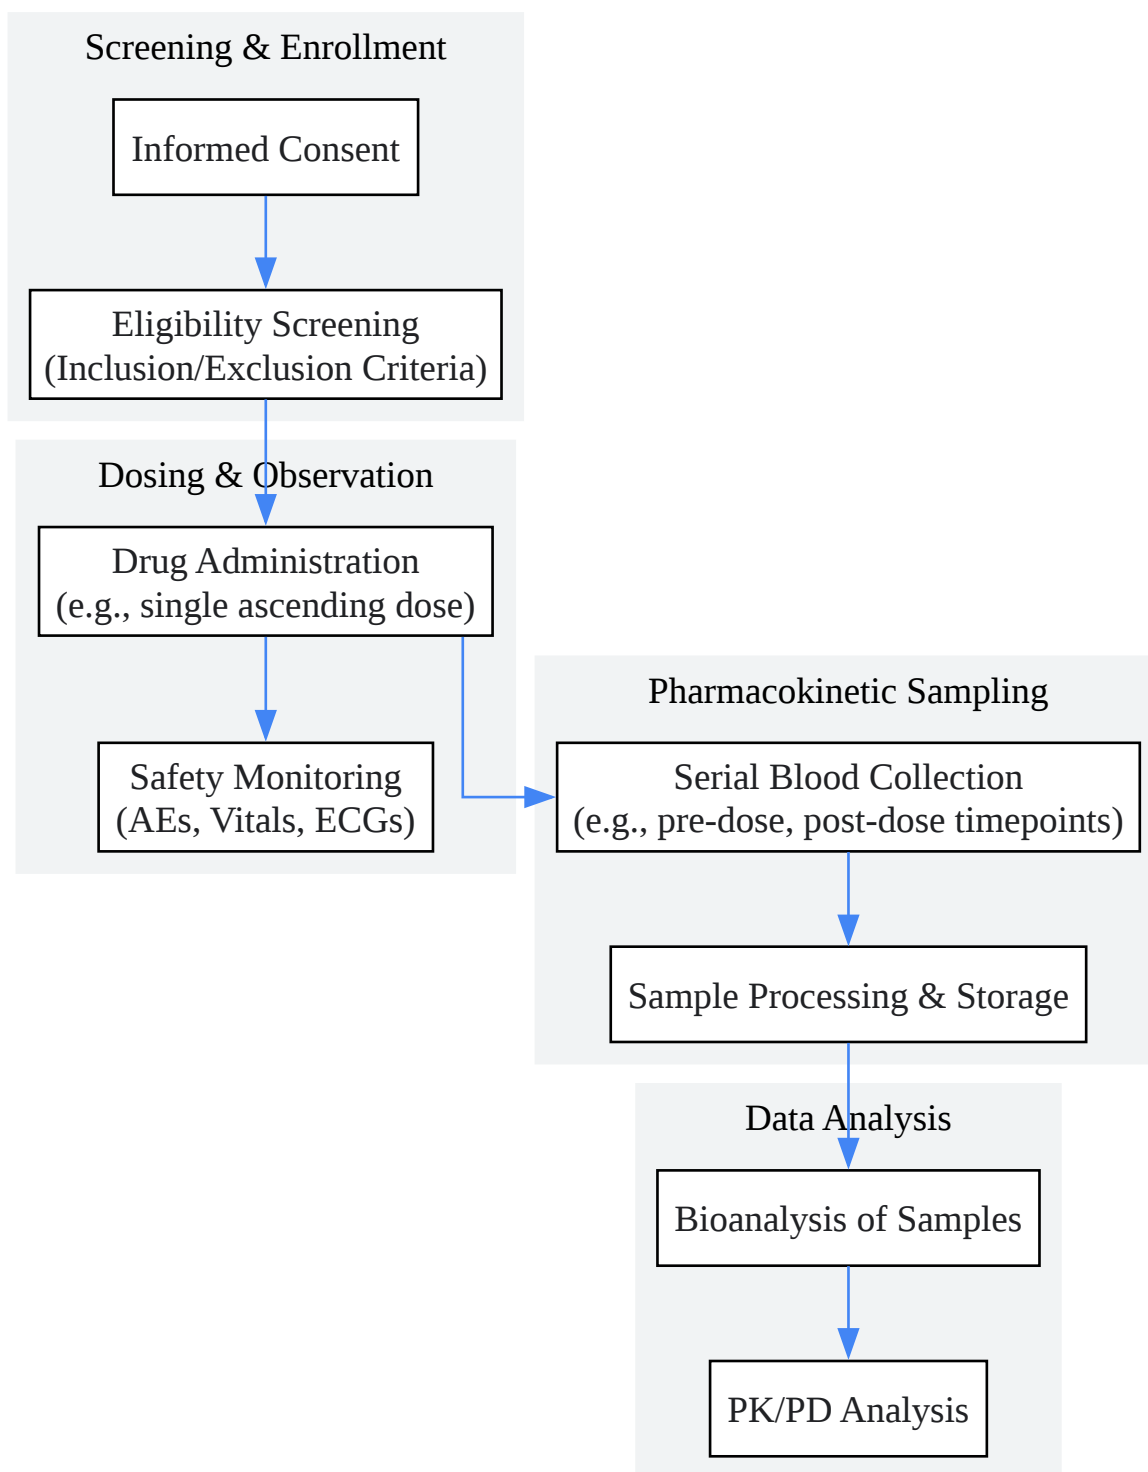 Screening & Enrollment
Informed Consent
Eligibility Screening
(Inclusion/Exclusion Criteria)
Dosing & Observation
Drug Administration
(e.g., single ascending dose)
Safety Monitoring
(AEs, Vitals, ECGs)
Pharmacokinetic Sampling
Serial Blood Collection
(e.g., pre-dose, post-dose timepoints)
Sample Processing & Storage
Data Analysis
Bioanalysis of Samples
PK/PD Analysis